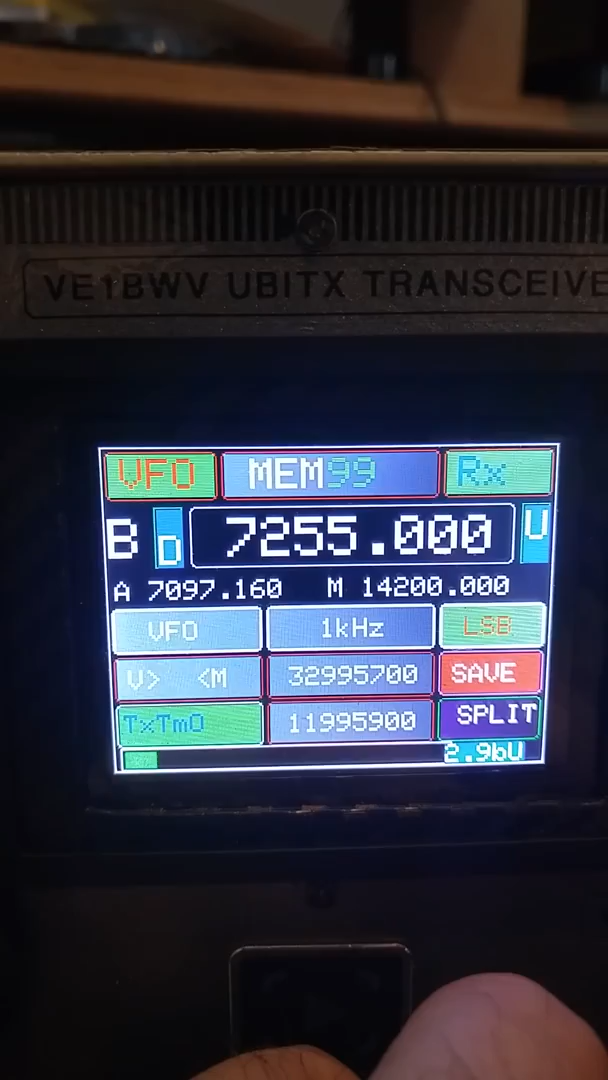 VE1BWV UBITX TRANSCEIVE
VFO MEM99 Rx
B D 7255.000 U
A 7097.160 M 14200.000
VFO 1kHz LSB
V> <M 32995700 SAVE
TxTmO 11995900 SPLIT
2.9bU